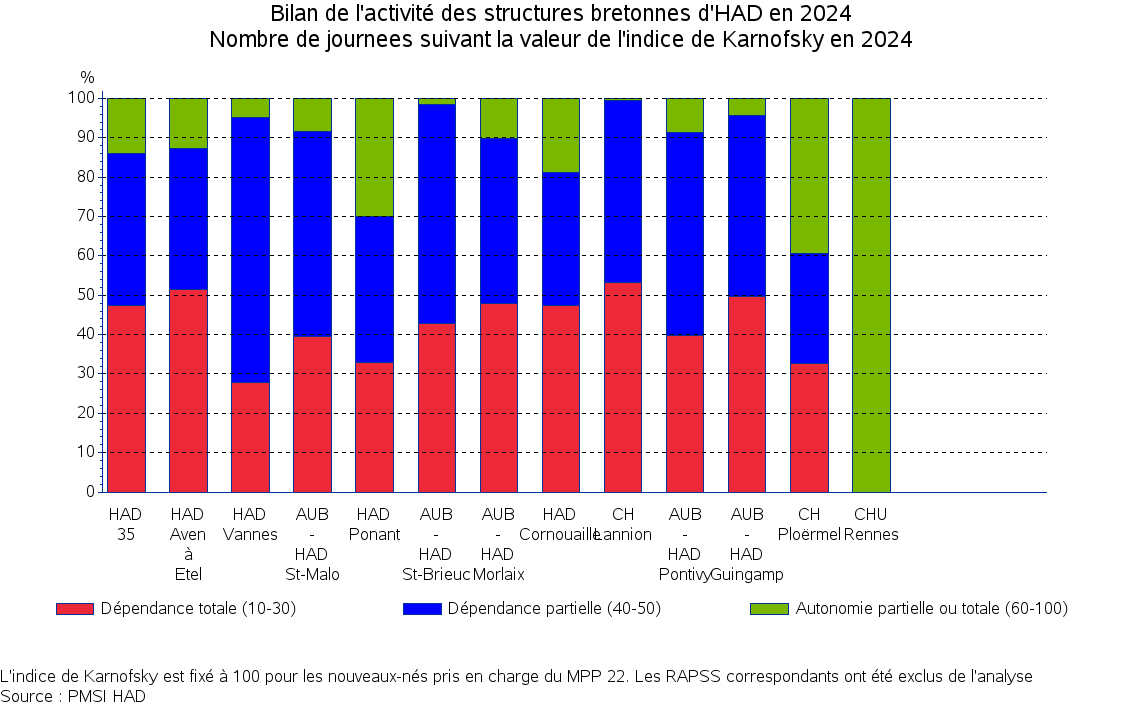 Bilan de l'activité des structures bretonnes d'HAD en 2024
Nombre de journees suivant la valeur de l'indice de Karnofsky en 2024
%
100
90
80
70
60
50
40
30
20
10
0
HAD
35
HAD
Aven
à
Etel
HAD
Vannes
AUB
-
HAD
St-Malo
HAD
Ponant
AUB
-
HAD
St-Brieuc
AUB
-
HAD
Morlaix
HAD
Cornouaille
CH
Lannion
AUB
-
HAD
Pontivy
AUB
-
HAD
Guingamp
CH
Ploërmel
CHU
Rennes
Dépendance totale (10-30)
Dépendance partielle (40-50)
Autonomie partielle ou totale (60-100)
L'indice de Karnofsky est fixé à 100 pour les nouveaux-nés pris en charge du MPP 22. Les RAPSS correspondants ont été exclus de l'analyse
Source : PMSI HAD